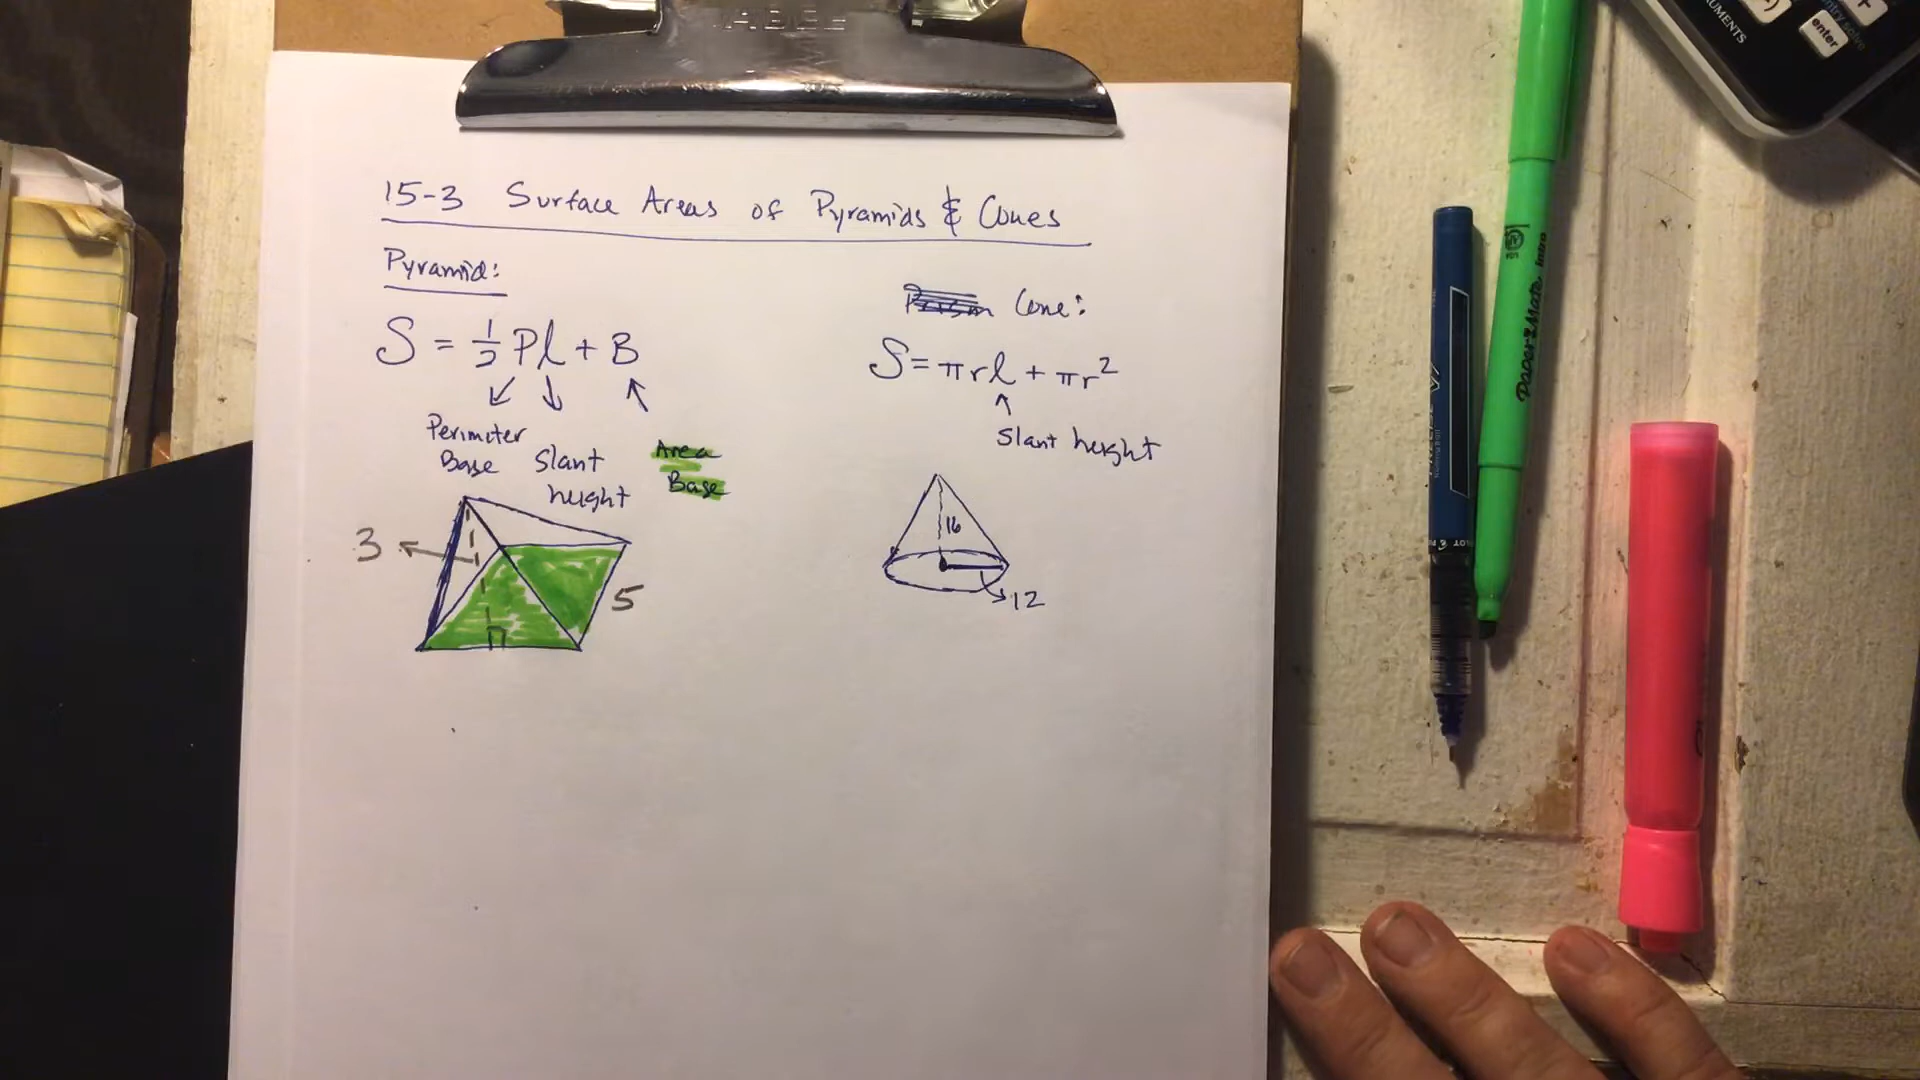 15-3 Surface Areas of Pyramids & Cones
Pyramid:
S = 1/2 Pl + B
Perimeter
Base
Slant
height
Area
Base
3
5
Cone:
S = πrl + πr²
Slant height
16
12
enter
Paper Mate